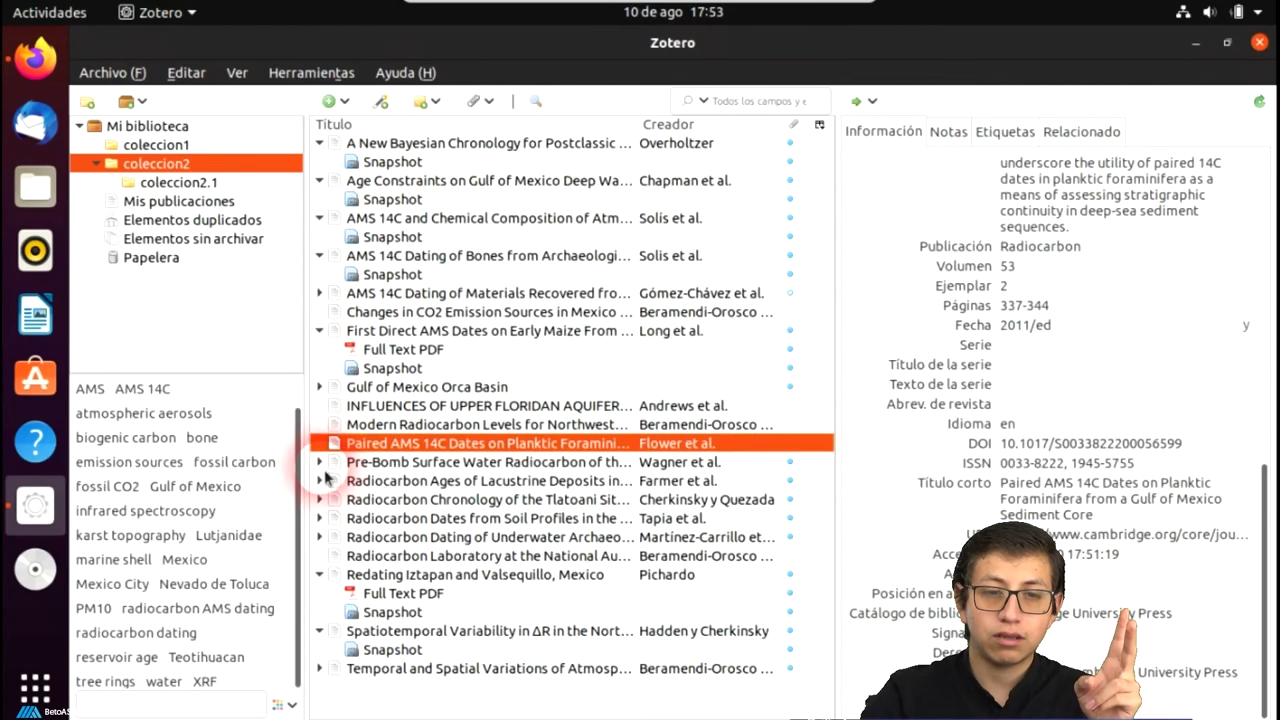 Actividades
Zotero
10 de ago 17:53
Zotero
Archivo (F)
Editar
Ver
Herramientas
Ayuda (H)
Todos los campos y e
Mi biblioteca
coleccion1
coleccion2
coleccion2.1
Mis publicaciones
Elementos duplicados
Elementos sin archivar
Papelera
AMS AMS 14C
atmospheric aerosols
biogenic carbon bone
emission sources fossil carbon
fossil CO2 Gulf of Mexico
infrared spectroscopy
karst topography Lutjanidae
marine shell Mexico
Mexico City Nevado de Toluca
PM10 radiocarbon AMS dating
radiocarbon dating
reservoir age Teotihuacan
tree rings water XRF
Título Creador
A New Bayesian Chronology for Postclassic ... Overholtzer
Snapshot
Age Constraints on Gulf of Mexico Deep Wa... Chapman et al.
Snapshot
AMS 14C and Chemical Composition of Atm... Solis et al.
Snapshot
AMS 14C Dating of Bones from Archaeologi... Solis et al.
Snapshot
AMS 14C Dating of Materials Recovered fro... Gómez-Chávez et al.
Changes in CO2 Emission Sources in Mexico ... Beramendi-Orosco ...
First Direct AMS Dates on Early Maize From ... Long et al.
Full Text PDF
Snapshot
Gulf of Mexico Orca Basin
INFLUENCES OF UPPER FLORIDAN AQUIFER... Andrews et al.
Modern Radiocarbon Levels for Northwest... Beramendi-Orosco ...
Paired AMS 14C Dates on Planktic Foramini... Flower et al.
Pre-Bomb Surface Water Radiocarbon of th... Wagner et al.
Radiocarbon Ages of Lacustrine Deposits in... Farmer et al.
Radiocarbon Chronology of the Tlatoani Sit... Cherkinsky y Quezada
Radiocarbon Dates from Soil Profiles in the ... Tapia et al.
Radiocarbon Dating of Underwater Archaeo... Martínez-Carrillo et...
Radiocarbon Laboratory at the National Au... Beramendi-Orosco ...
Redating Iztapan and Valsequillo, Mexico Pichardo
Full Text PDF
Snapshot
Spatiotemporal Variability in ΔR in the Nort... Hadden y Cherkinsky
Snapshot
Temporal and Spatial Variations of Atmosp... Beramendi-Orosco ...
Información Notas Etiquetas Relacionado
underscore the utility of paired 14C
dates in planktic foraminifera as a
means of assessing stratigraphic
continuity in deep-sea sediment
sequences.
Publicación Radiocarbon
Volumen 53
Ejemplar 2
Páginas 337-344
Fecha 2011/ed y
Serie
Título de la serie
Texto de la serie
Abrev. de revista
Idioma en
DOI 10.1017/S0033822200056599
ISSN 0033-8222, 1945-5755
Título corto Paired AMS 14C Dates on Planktic
Foraminifera from a Gulf of Mexico
Sediment Core
www.cambridge.org/core/jou...
17:51:19
Posición en a
Catálogo de bibli ge University Press
Signa
Dere
University Press